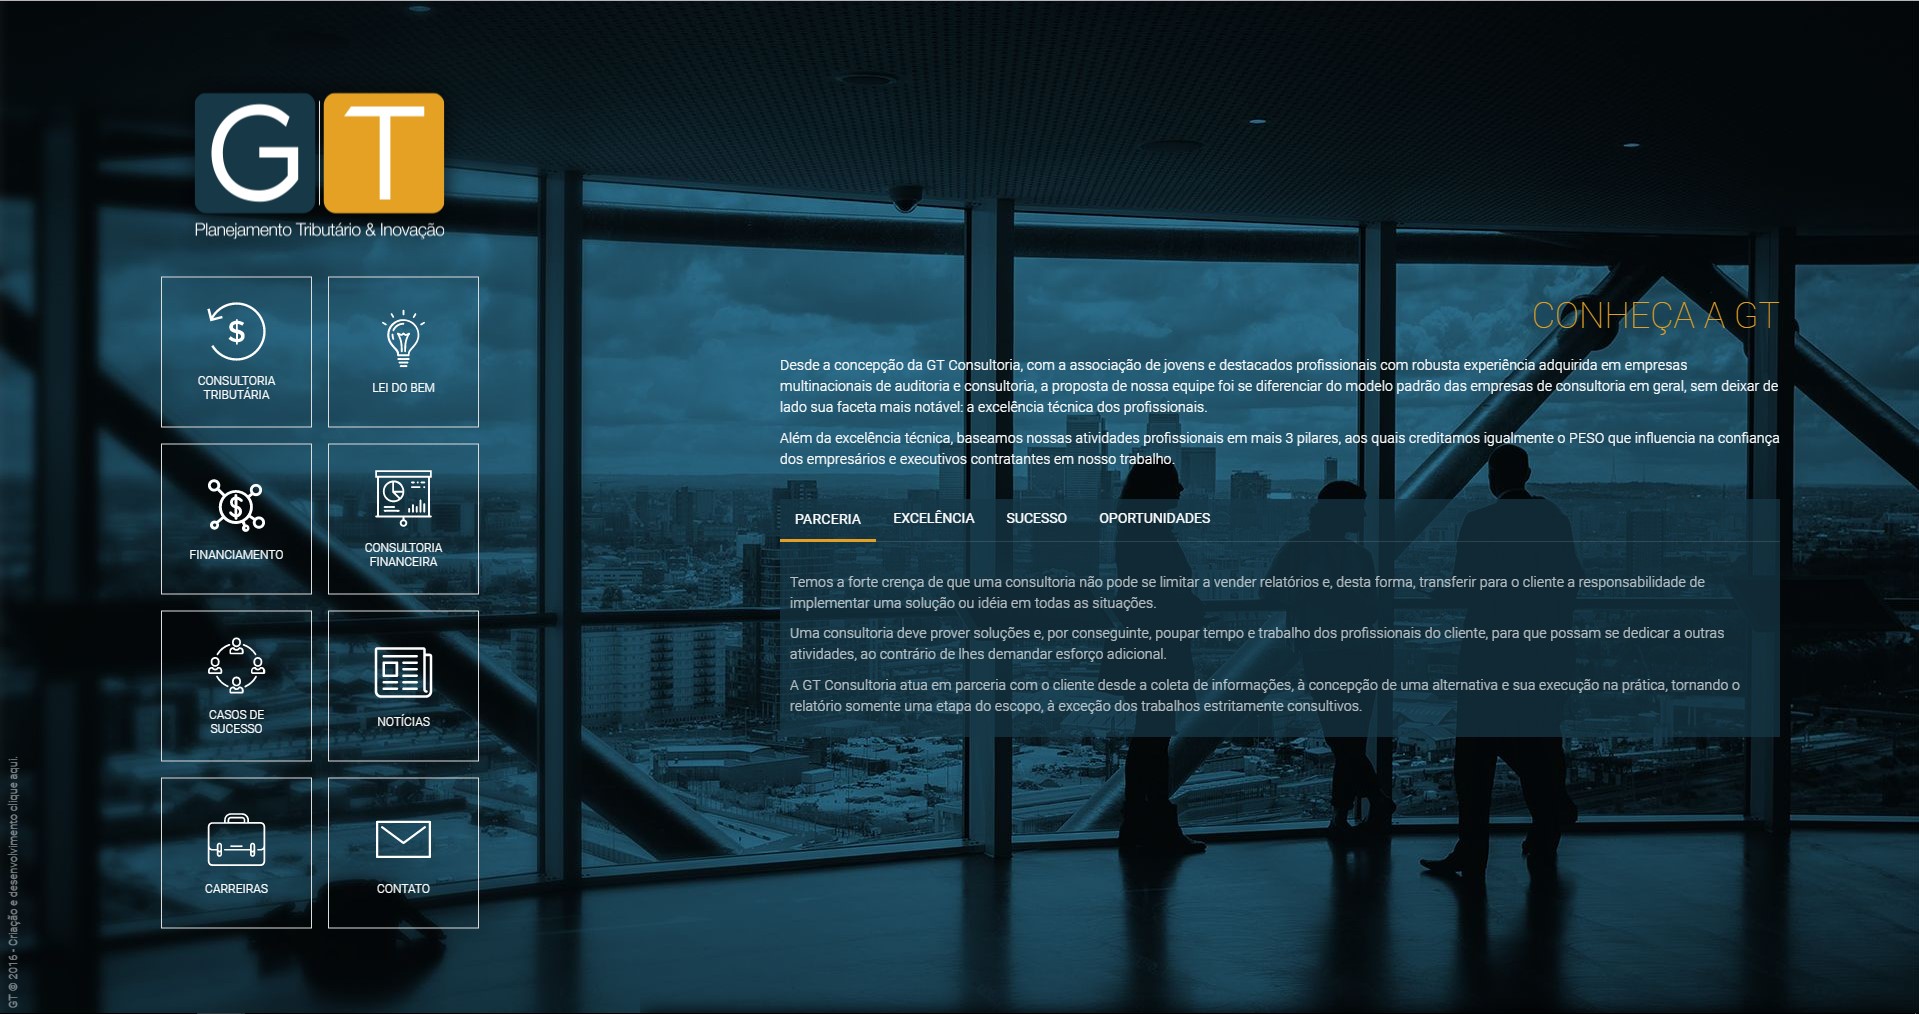 GT
Planejamento Tributário & Inovação
CONSULTORIA
TRIBUTÁRIA
LEI DO BEM
FINANCIAMENTO
CONSULTORIA
FINANCEIRA
CASOS DE
SUCESSO
NOTÍCIAS
CARREIRAS
CONTATO
GT © 2016 - Criação e desenvolvimento clique aqui.
CONHEÇA A GT
Desde a concepção da GT Consultoria, com a associação de jovens e destacados profissionais com robusta experiência adquirida em empresas
multinacionais de auditoria e consultoria, a proposta de nossa equipe foi se diferenciar do modelo padrão das empresas de consultoria em geral, sem deixar de
lado sua faceta mais notável: a excelência técnica dos profissionais.
Além da excelência técnica, baseamos nossas atividades profissionais em mais 3 pilares, aos quais creditamos igualmente o PESO que influencia na confiança
dos empresários e executivos contratantes em nosso trabalho.
PARCERIA EXCELÊNCIA SUCESSO OPORTUNIDADES
Temos a forte crença de que uma consultoria não pode se limitar a vender relatórios e, desta forma, transferir para o cliente a responsabilidade de
implementar uma solução ou idéia em todas as situações.
Uma consultoria deve prover soluções e, por conseguinte, poupar tempo e trabalho dos profissionais do cliente, para que possam se dedicar a outras
atividades, ao contrário de lhes demandar esforço adicional.
A GT Consultoria atua em parceria com o cliente desde a coleta de informações, à concepção de uma alternativa e sua execução na prática, tornando o
relatório somente uma etapa do escopo, à exceção dos trabalhos estritamente consultivos.